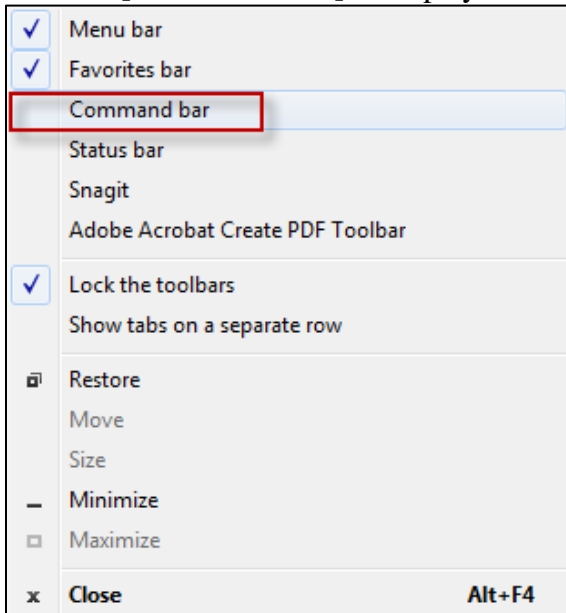 Menu bar
Favorites bar
Command bar
Status bar
Snagit
Adobe Acrobat Create PDF Toolbar
Lock the toolbars
Show tabs on a separate row
Restore
Move
Size
Minimize
Maximize
Close Alt+F4